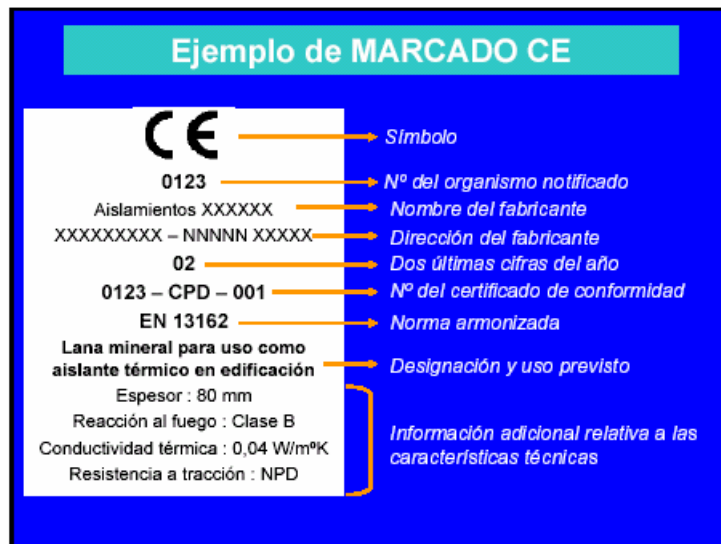 Ejemplo de MARCADO CE
CE
Símbolo
0123
Nº del organismo notificado
Aislamientos XXXXXX
Nombre del fabricante
XXXXXXXXX – NNNNN XXXXX
Dirección del fabricante
02
Dos últimas cifras del año
0123 – CPD – 001
Nº del certificado de conformidad
EN 13162
Norma armonizada
Lana mineral para uso como
aislante térmico en edificación
Designación y uso previsto
Espesor : 80 mm
Reacción al fuego : Clase B
Conductividad térmica : 0,04 W/mºK
Resistencia a tracción : NPD
Información adicional relativa a las
características técnicas